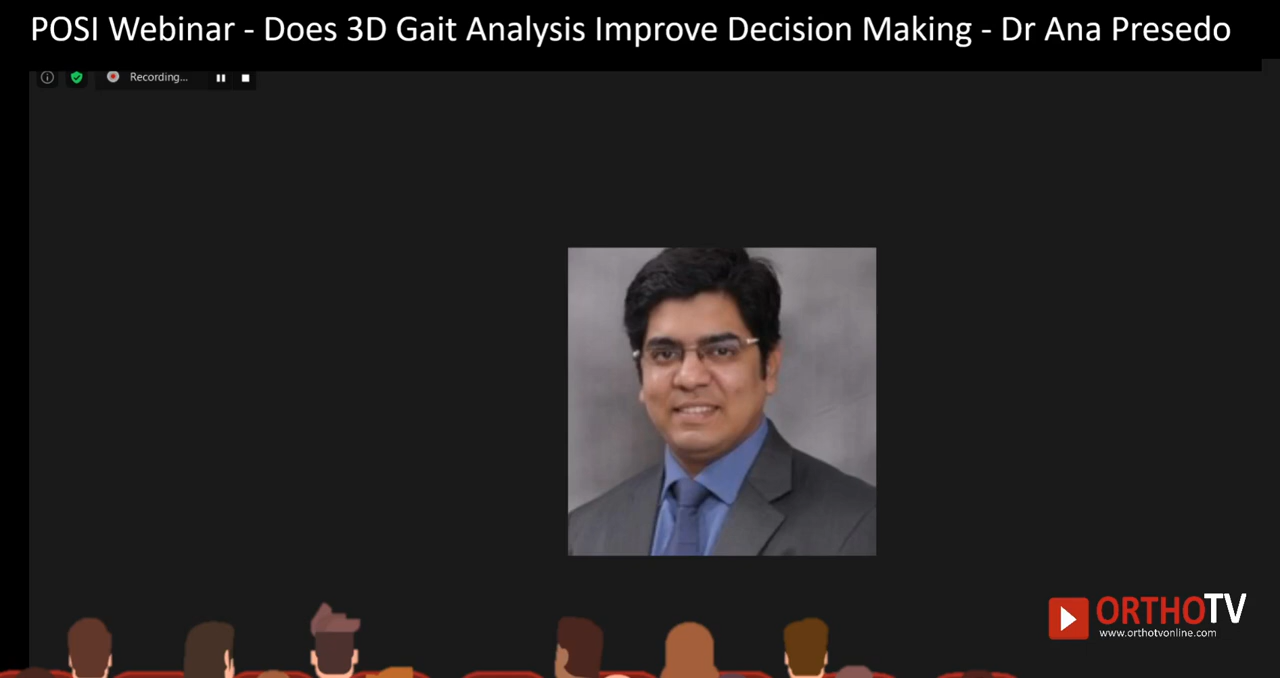 POSI Webinar - Does 3D Gait Analysis Improve Decision Making - Dr Ana Presedo
Recording...
ORTHOTV
www.orthotvonline.com